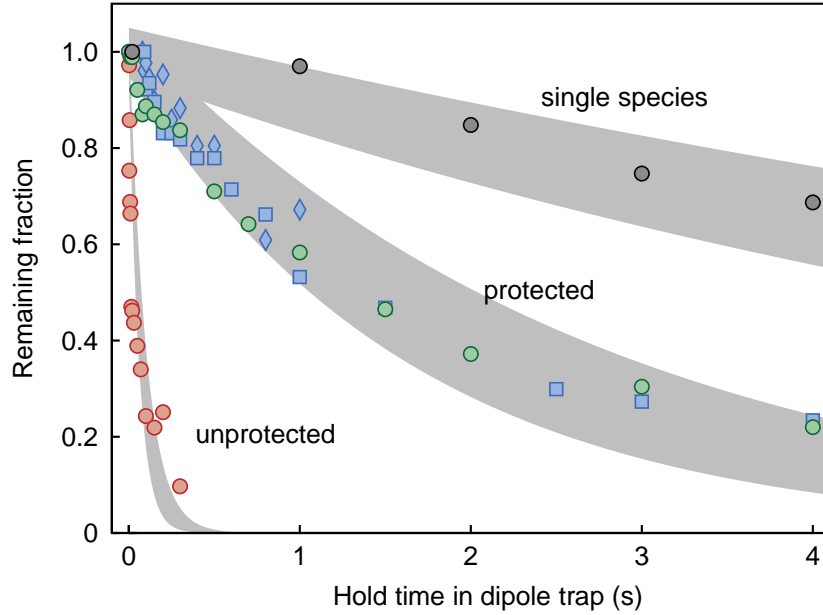 1.0
0.8
0.6
0.4
0.2
0
Remaining fraction
single species
protected
unprotected
0
1
2
3
4
Hold time in dipole trap (s)